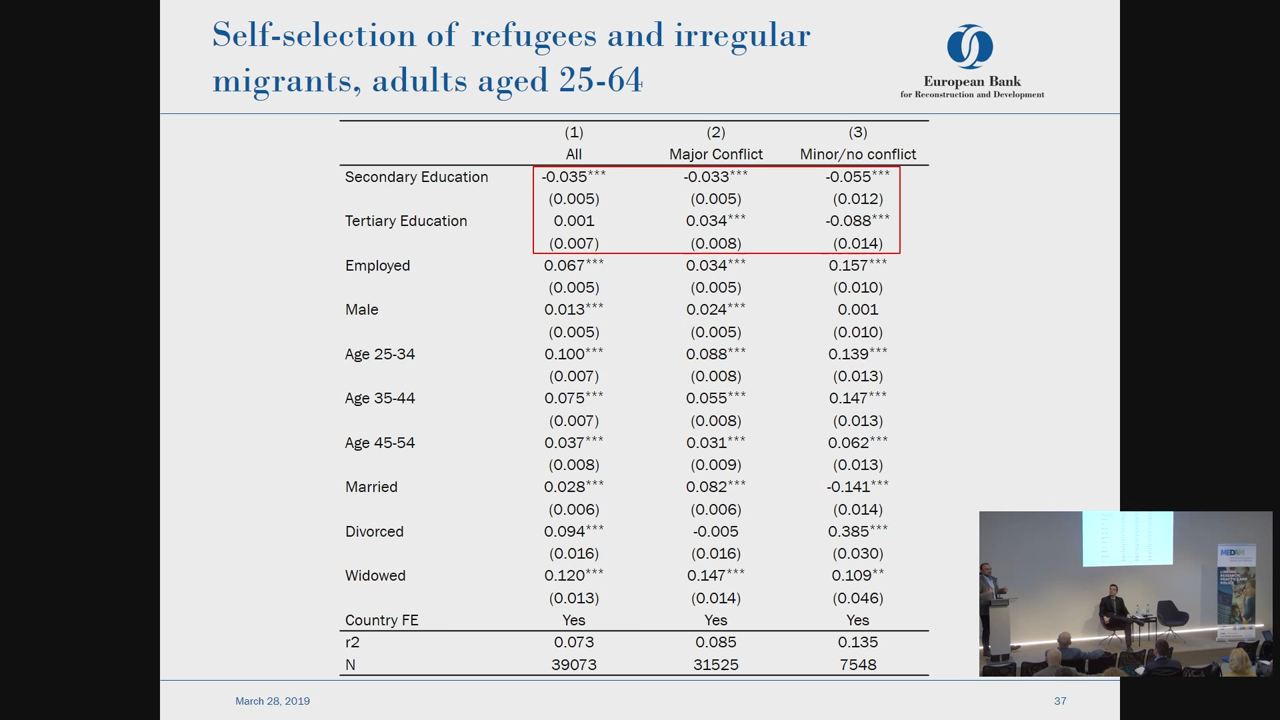 Self-selection of refugees and irregular
migrants, adults aged 25-64
European Bank
for Reconstruction and Development
(1) (2) (3)
All Major Conflict Minor/no conflict
Secondary Education -0.035*** -0.033*** -0.055***
(0.005) (0.005) (0.012)
Tertiary Education 0.001 0.034*** -0.088***
(0.007) (0.008) (0.014)
Employed 0.067*** 0.034*** 0.157***
(0.005) (0.005) (0.010)
Male 0.013*** 0.024*** 0.001
(0.005) (0.005) (0.010)
Age 25-34 0.100*** 0.088*** 0.139***
(0.007) (0.008) (0.013)
Age 35-44 0.075*** 0.055*** 0.147***
(0.007) (0.008) (0.013)
Age 45-54 0.037*** 0.031*** 0.062***
(0.008) (0.009) (0.013)
Married 0.028*** 0.082*** -0.141***
(0.006) (0.006) (0.014)
Divorced 0.094*** -0.005 0.385***
(0.016) (0.016) (0.030)
Widowed 0.120*** 0.147*** 0.109**
(0.013) (0.014) (0.046)
Country FE Yes Yes Yes
r2 0.073 0.085 0.135
N 39073 31525 7548
MEDAM
March 28, 2019
37